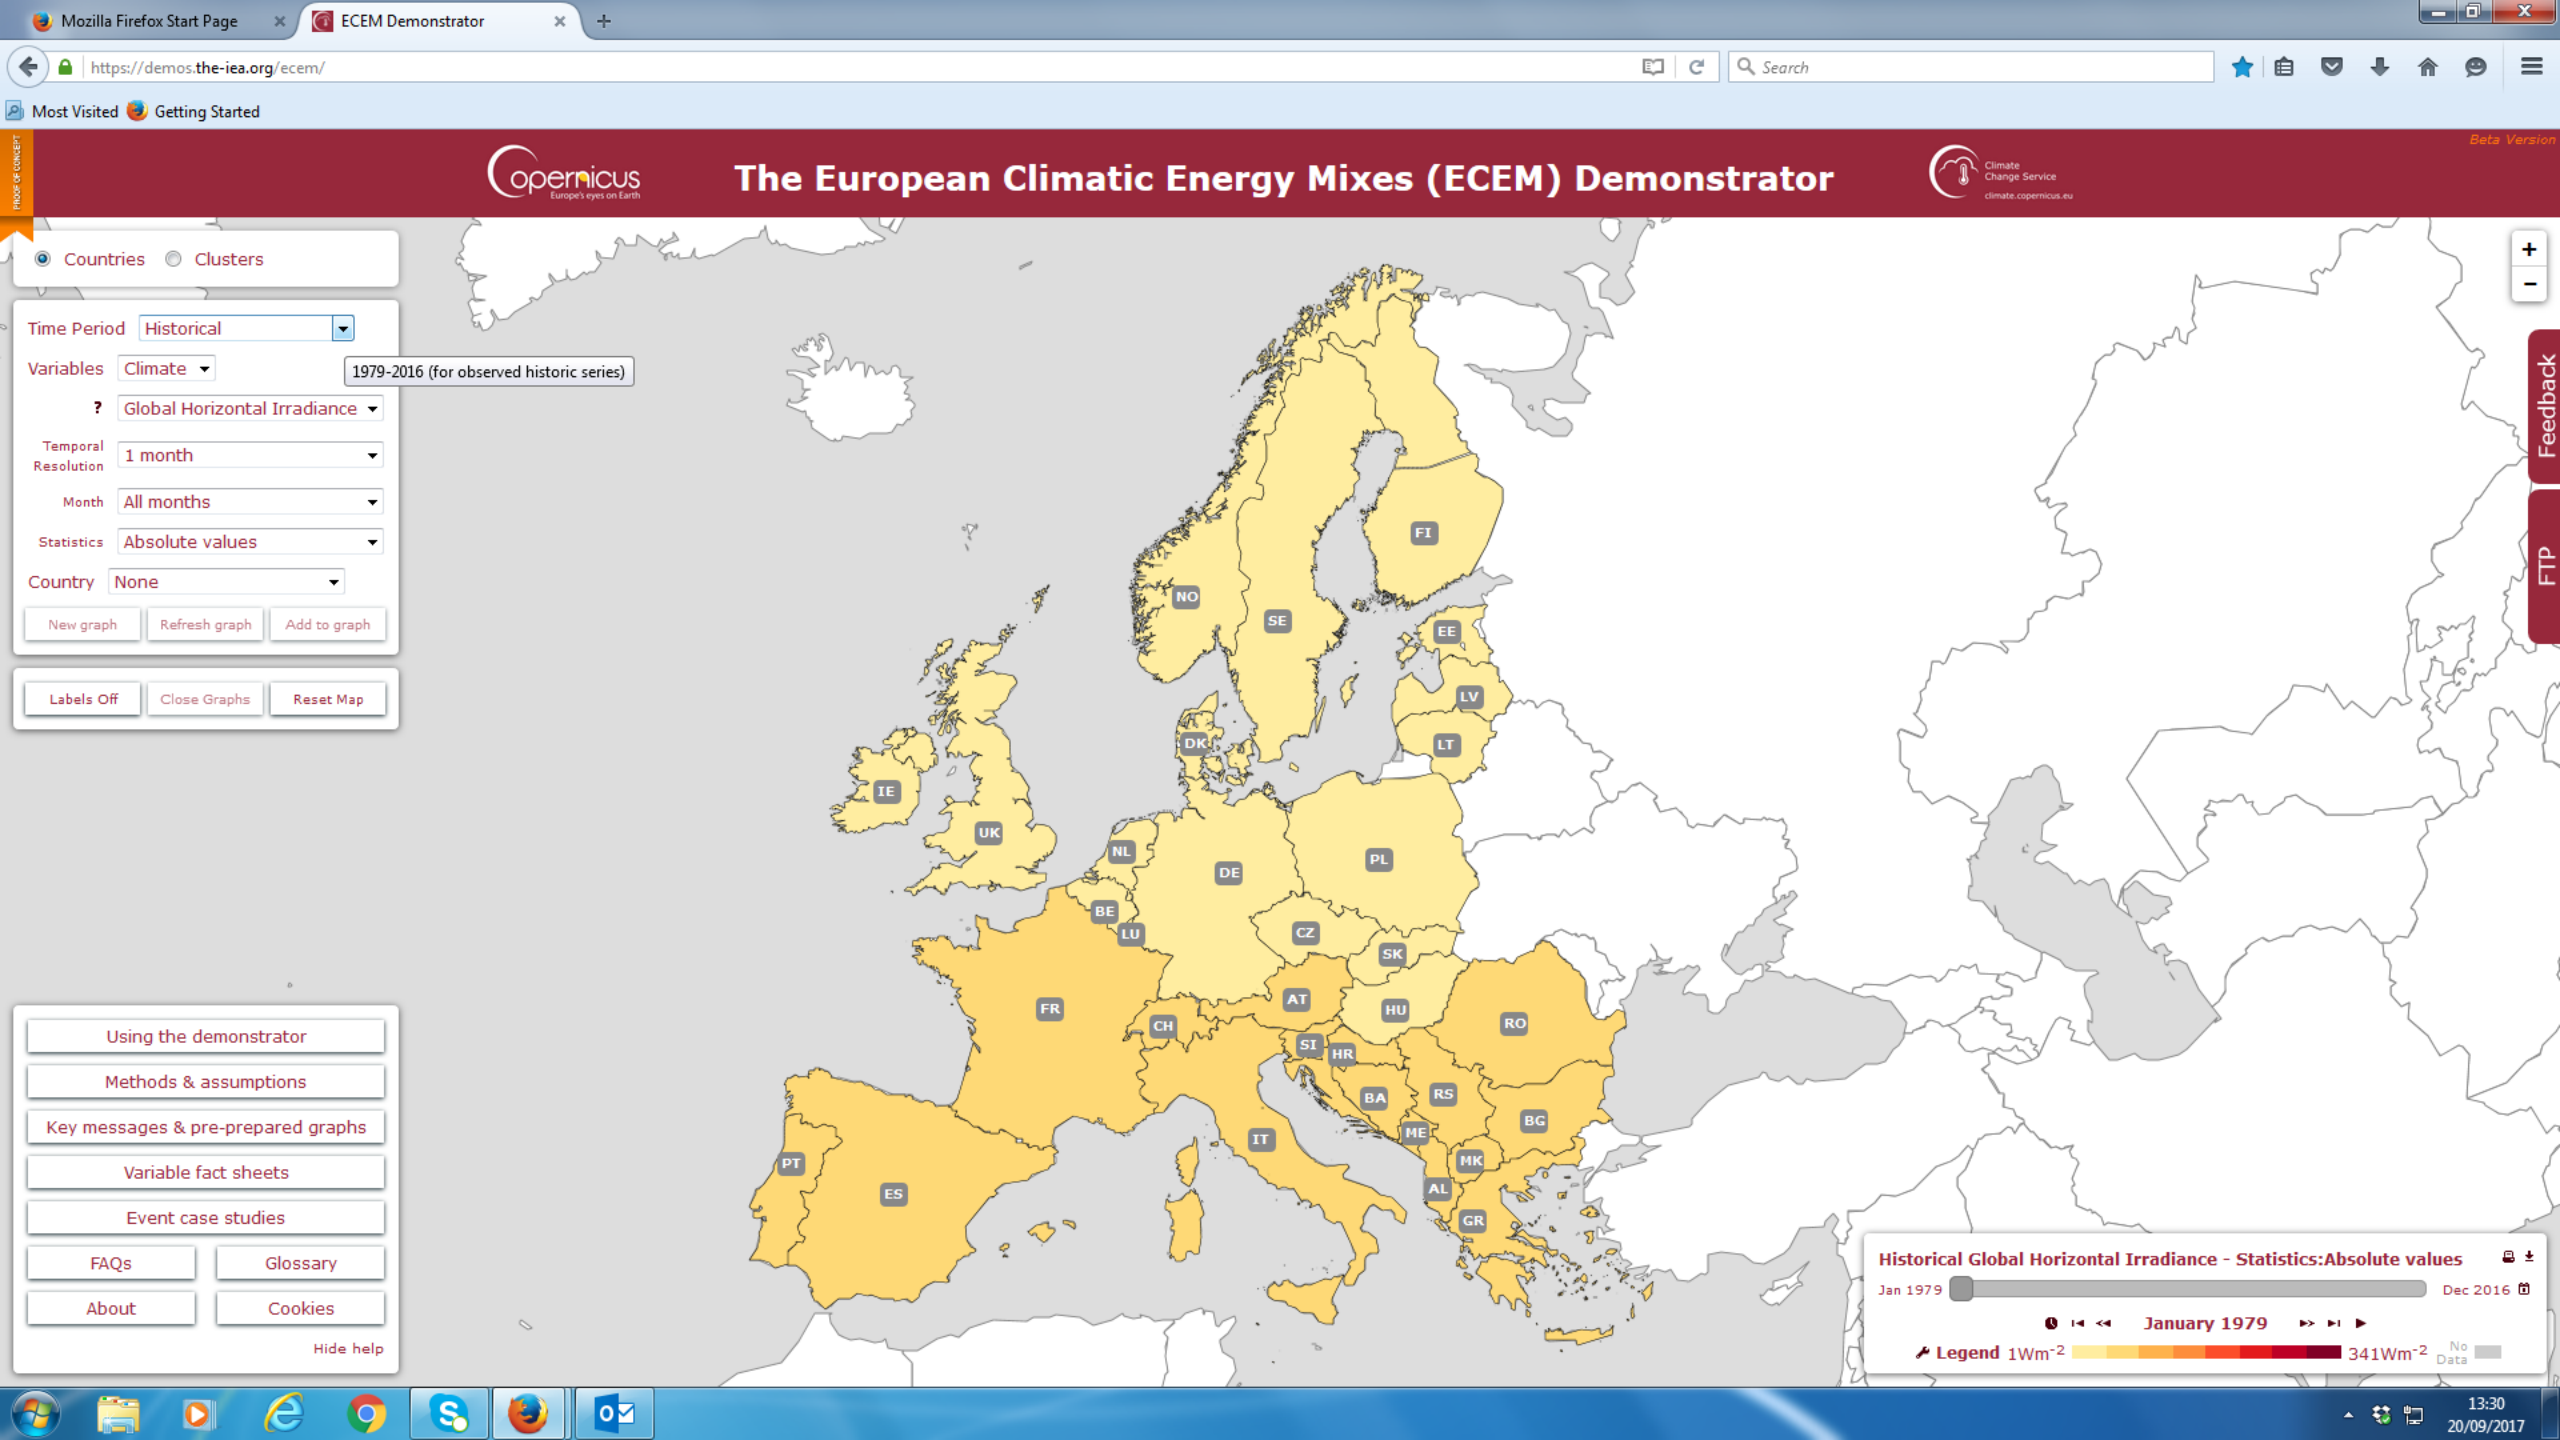 Mozilla Firefox Start Page
ECEM Demonstrator
https://demos.the-iea.org/ecem/
Search
Most Visited
Getting Started
PROOF OF CONCEPT
Copernicus
Europe's eyes on Earth
The European Climatic Energy Mixes (ECEM) Demonstrator
Climate
Change Service
climate.copernicus.eu
Beta Version
Countries
Clusters
Time Period Historical
Variables Climate
1979-2016 (for observed historic series)
? Global Horizontal Irradiance
Temporal
Resolution
1 month
Month All months
Statistics Absolute values
Country None
New graph Refresh graph Add to graph
Labels Off Close Graphs Reset Map
+
−
Feedback
FTP
FI
NO
SE
EE
LV
LT
DK
IE
UK
NL
DE
PL
BE
LU
CZ
SK
FR
CH
AT
HU
RO
SI
HR
BA
RS
BG
ME
IT
MK
PT
ES
AL
GR
Using the demonstrator
Methods & assumptions
Key messages & pre-prepared graphs
Variable fact sheets
Event case studies
FAQs Glossary
About Cookies
Hide help
Historical Global Horizontal Irradiance - Statistics:Absolute values
Jan 1979 Dec 2016
January 1979
Legend 1Wm-2 341Wm-2 No
Data
13:30
20/09/2017